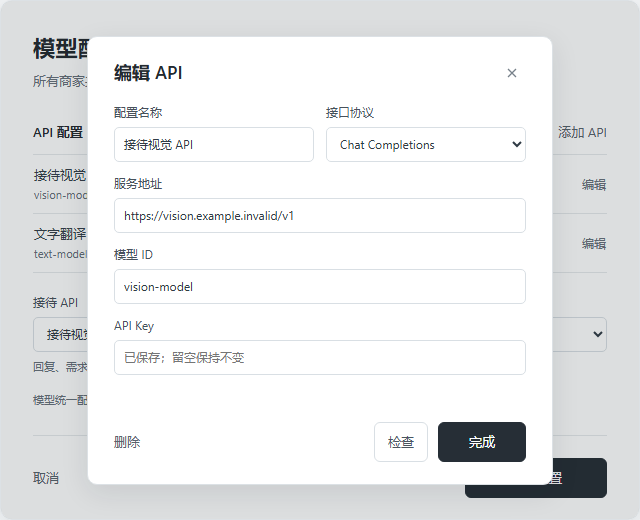 模型配
所有商家
API 配置
添加 API
接待视觉
vision-mod
编辑
文字翻译
text-model
编辑
接待 API
接待视觉
回复、需求
模型统一配
取消
置
编辑 API
×
配置名称
接口协议
接待视觉 API
Chat Completions
服务地址
https://vision.example.invalid/v1
模型 ID
vision-model
API Key
已保存；留空保持不变
删除
检查
完成